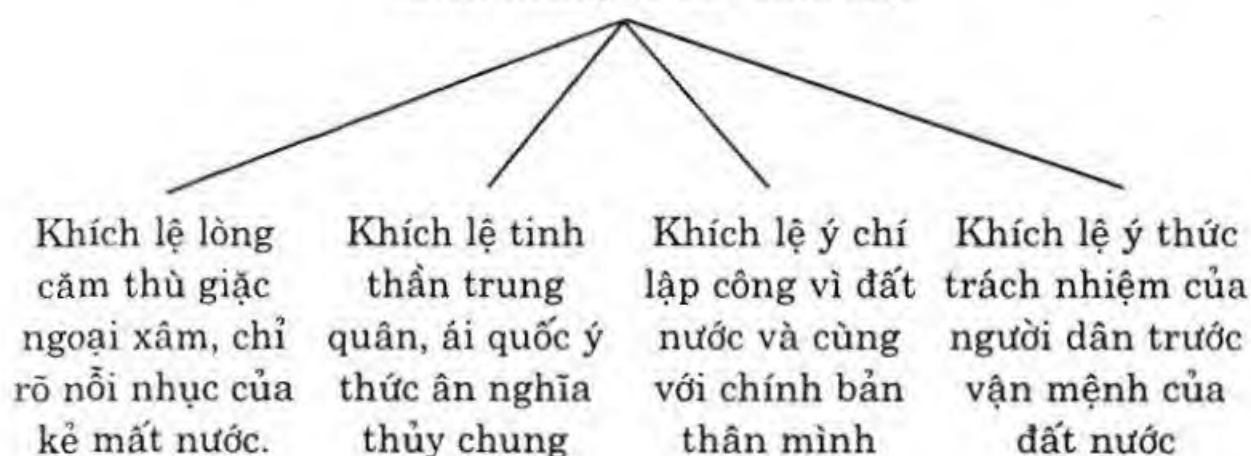 Khích lệ lòng
căm thù giặc
ngoại xâm, chỉ
rõ nỗi nhục của
kẻ mất nước.
Khích lệ tinh
thần trung
quân, ái quốc ý
thức ân nghĩa
thủy chung
Khích lệ ý chí
lập công vì đất
nước và cùng
với chính bản
thân mình
Khích lệ ý thức
trách nhiệm của
người dân trước
vận mệnh của
đất nước